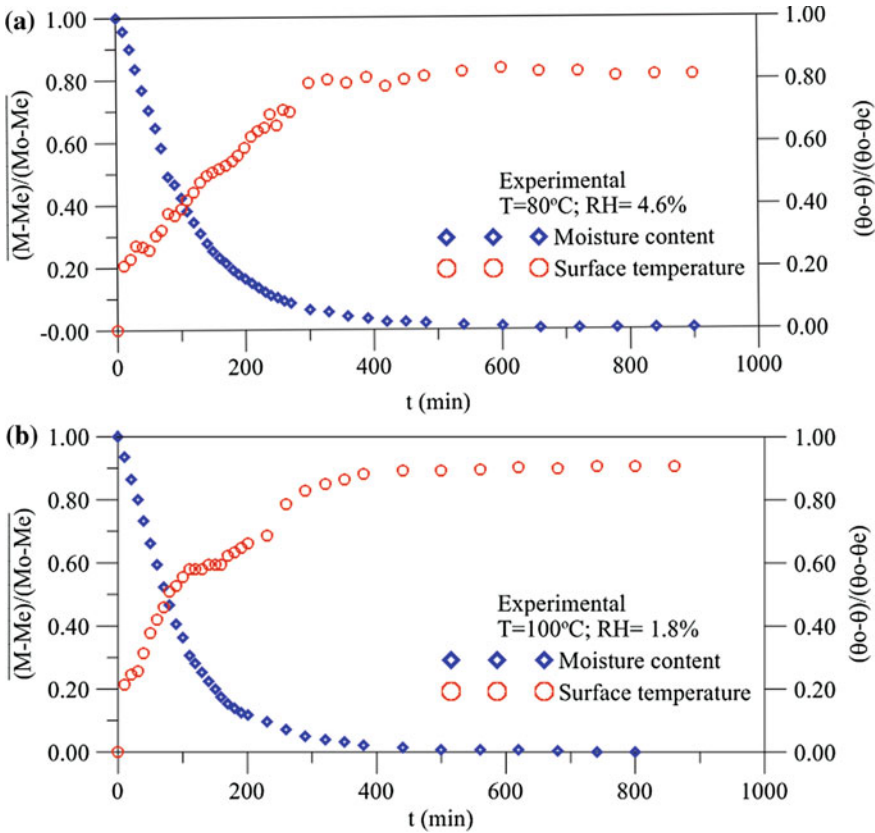 (a)
1.00
0.80
0.60
0.40
0.20
-0.00
(M-Me)/(Mo-Me)
1.00
0.80
0.60
0.40
0.20
0.00
(θo-θ)/(θo-θe)
Experimental
T=80ºC; RH= 4.6%
Moisture content
Surface temperature
0 200 400 600 800 1000
t (min)
(b)
1.00
0.80
0.60
0.40
0.20
0.00
(M-Me)/(Mo-Me)
1.00
0.80
0.60
0.40
0.20
0.00
(θo-θ)/(θo-θe)
Experimental
T=100ºC; RH= 1.8%
Moisture content
Surface temperature
0 200 400 600 800 1000
t (min)